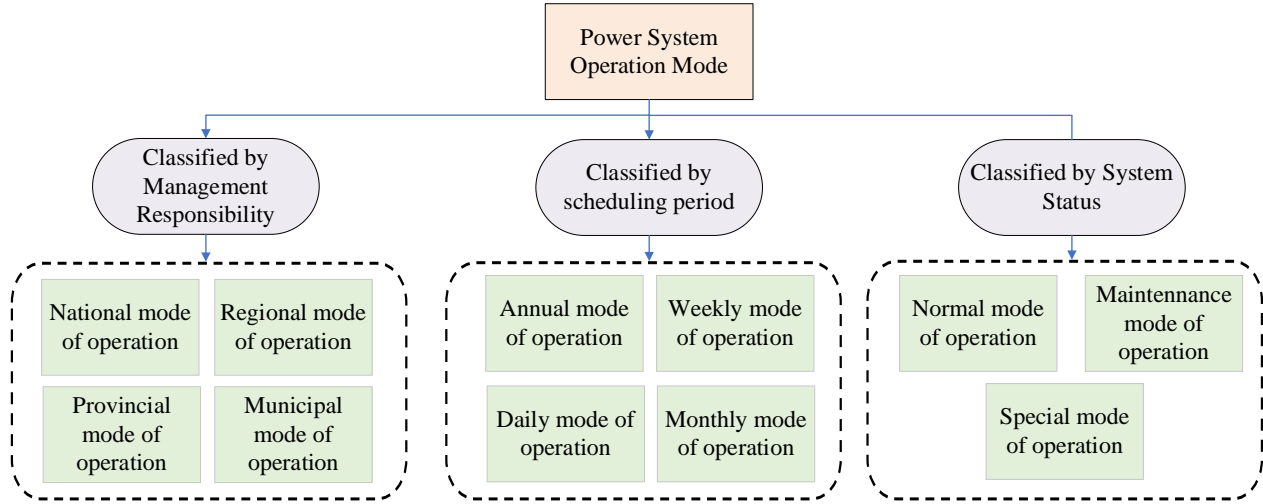 Power System
Operation Mode
Classified by
Management
Responsibility
Classified by
scheduling period
Classified by System
Status
National mode
of operation
Regional mode
of operation
Provincial
mode of
operation
Municipal
mode of
operation
Annual mode
of operation
Weekly mode
of operation
Daily mode of
operation
Monthly mode
of operation
Normal mode
of operation
Maintennance
mode of
operation
Special mode
of operation